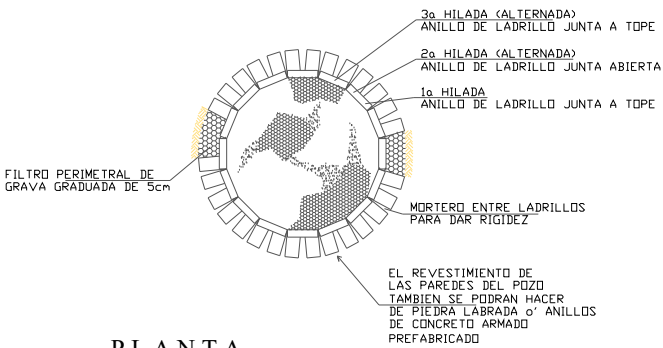 3a HILADA (ALTERNADA)
ANILLO DE LADRILLO JUNTA A TOPE
2a HILADA (ALTERNADA)
ANILLO DE LADRILLO JUNTA ABIERTA
1a HILADA
ANILLO DE LADRILLO JUNTA A TOPE
FILTRO PERIMETRAL DE
GRAVA GRADUADA DE 5cm
MORTERO ENTRE LADRILLOS
PARA DAR RIGIDEZ
EL REVESTIMIENTO DE
LAS PAREDES DEL POZO
TAMBIEN SE PODRAN HACER
DE PIEDRA LABRADA o' ANILLOS
DE CONCRETO ARMADO
PREFABRICADO
PLANTA